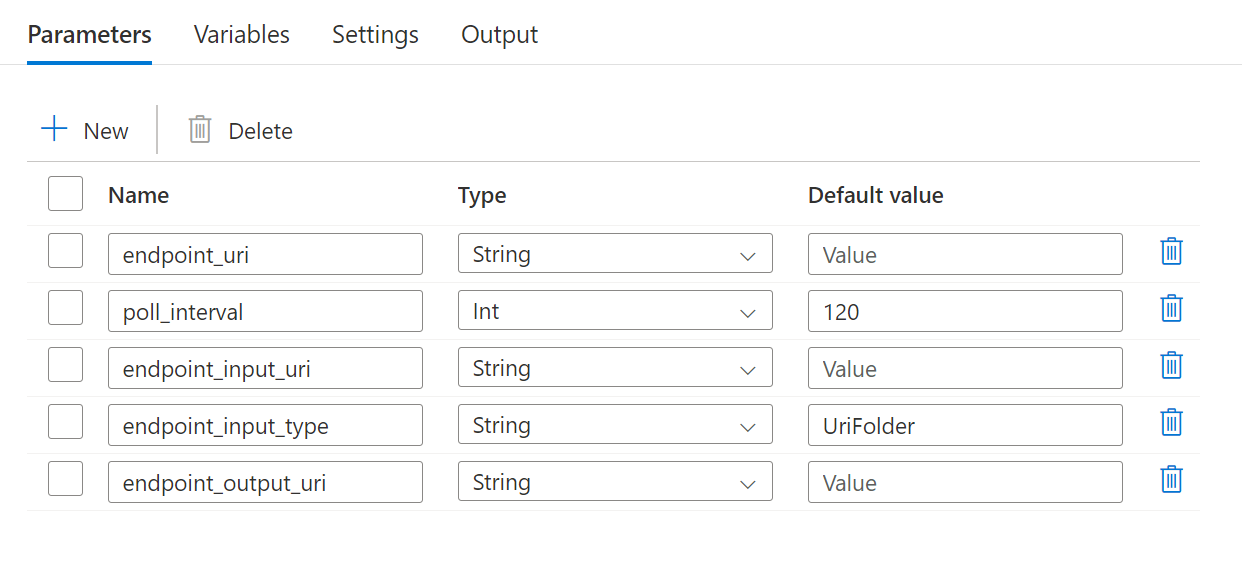 Parameters Variables Settings Output
New Delete
Name Type Default value
endpoint_uri String Value
poll_interval Int 120
endpoint_input_uri String Value
endpoint_input_type String UriFolder
endpoint_output_uri String Value